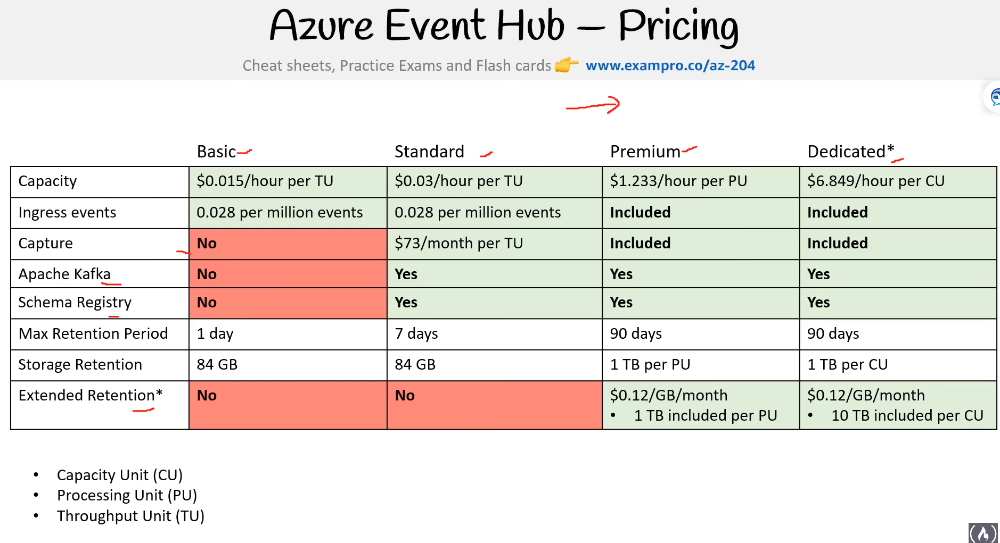 Azure Event Hub – Pricing
Cheat sheets, Practice Exams and Flash cards 👉 www.exampro.co/az-204
Basic Standard Premium Dedicated*
Capacity $0.015/hour per TU $0.03/hour per TU $1.233/hour per PU $6.849/hour per CU
Ingress events 0.028 per million events 0.028 per million events Included Included
Capture No $73/month per TU Included Included
Apache Kafka No Yes Yes Yes
Schema Registry No Yes Yes Yes
Max Retention Period 1 day 7 days 90 days 90 days
Storage Retention 84 GB 84 GB 1 TB per PU 1 TB per CU
Extended Retention* No No $0.12/GB/month $0.12/GB/month
• 1 TB included per PU • 10 TB included per CU
• Capacity Unit (CU)
• Processing Unit (PU)
• Throughput Unit (TU)